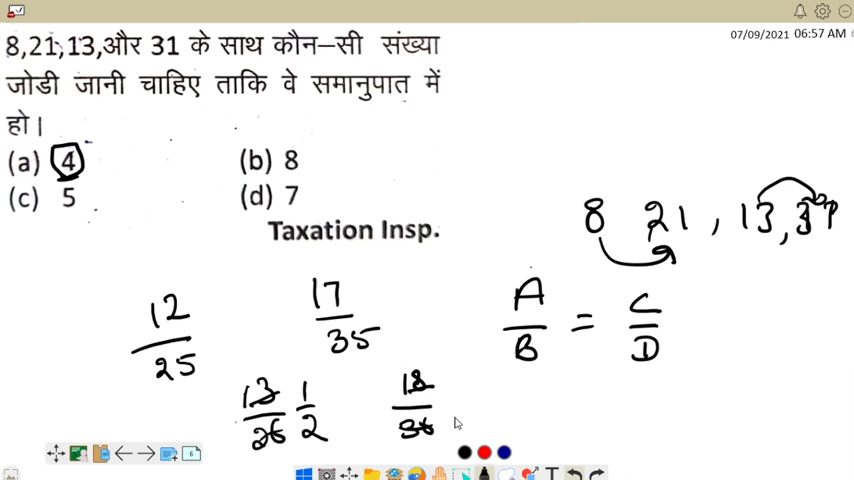 07/09/2021 06:57 AM
8,21,13,और 31 के साथ कौन-सी संख्या
जोडी जानी चाहिए ताकि वे समानुपात में
हो।
(a) 4 (b) 8
(c) 5 (d) 7
Taxation Insp.
8 21 , 13,
12
25
17
35
A
B
=
C
D
13
26
1
2
18
36
6
T